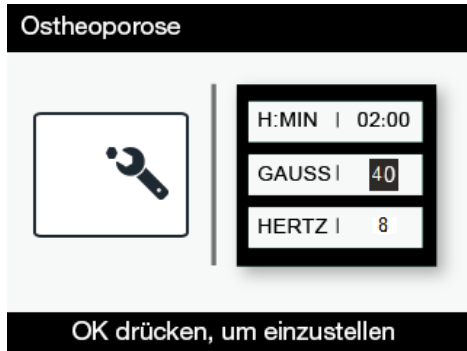 Ostheoporose
H:MIN | 02:00
GAUSS | 40
HERTZ | 8
OK drücken, um einzustellen